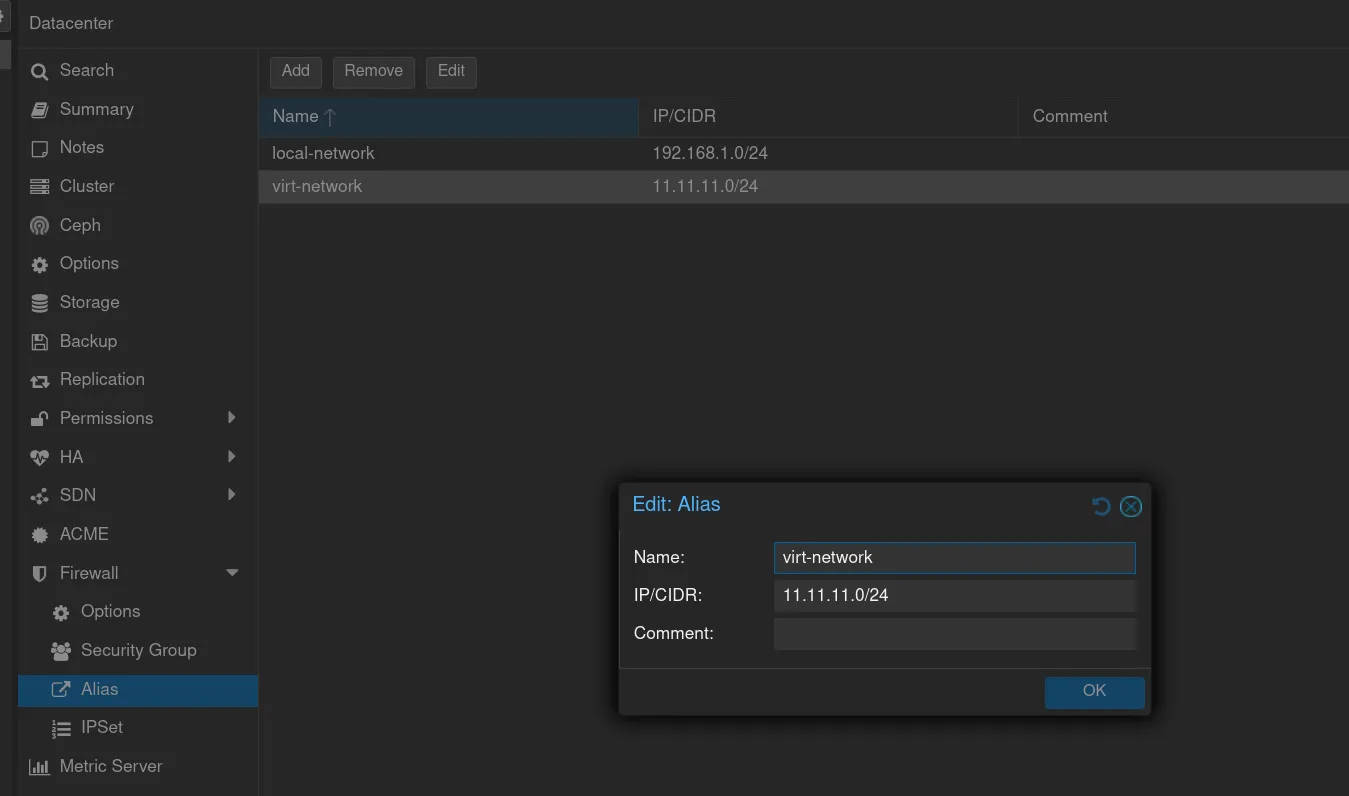 Datacenter
Search
Summary
Notes
Cluster
Ceph
Options
Storage
Backup
Replication
Permissions
HA
SDN
ACME
Firewall
Options
Security Group
Alias
IPSet
Metric Server
Add Remove Edit
Name IP/CIDR Comment
local-network 192.168.1.0/24
virt-network 11.11.11.0/24
Edit: Alias
Name: virt-network
IP/CIDR: 11.11.11.0/24
Comment:
OK